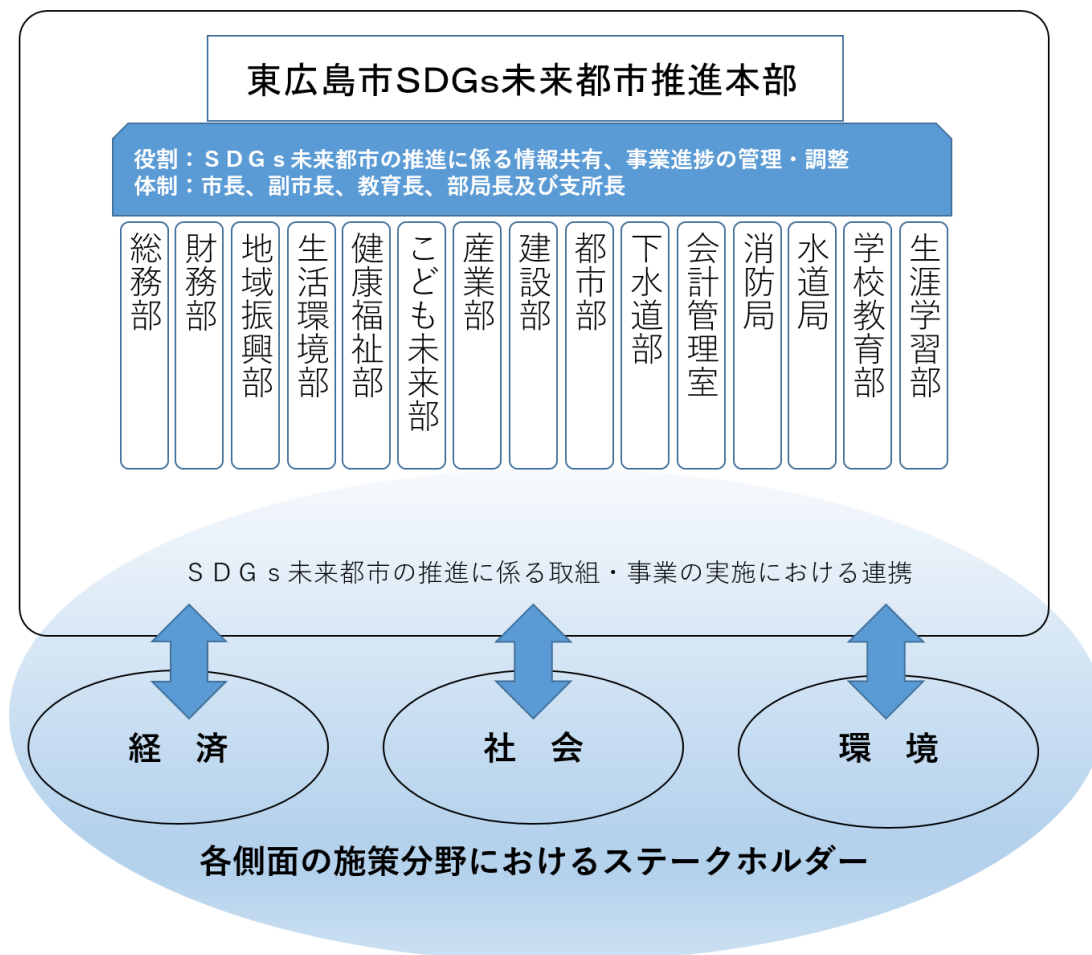 東広島市SDGs未来都市推進本部
役割：ＳＤＧｓ未来都市の推進に係る情報共有、事業進捗の管理・調整
体制：市長、副市長、教育長、部局長及び支所長
総務部
財務部
地域振興部
生活環境部
健康福祉部
こども未来部
産業部
建設部
都市部
下水道部
会計管理室
消防局
水道局
学校教育部
生涯学習部
ＳＤＧｓ未来都市の推進に係る取組・事業の実施における連携
経　済
社　会
環　境
各側面の施策分野におけるステークホルダー